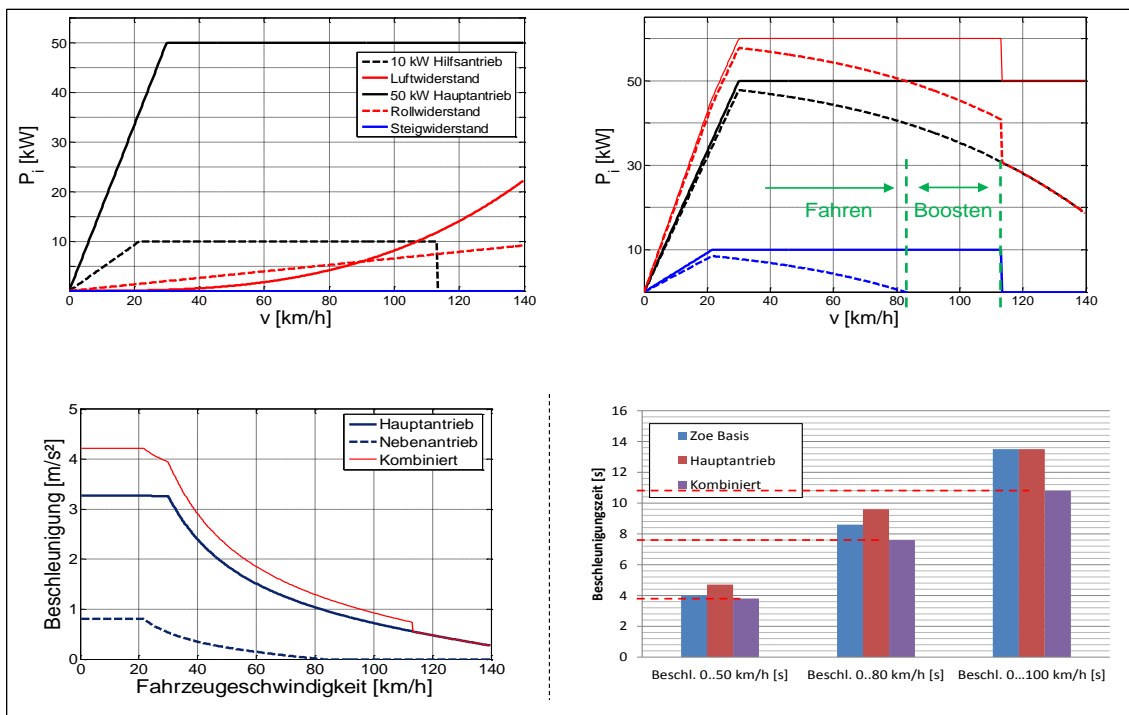 50
40
30
20
10
0
20
40
60
80
100
120
140
P_i [kW]
v [km/h]
10 kW Hilfsantrieb
Luftwiderstand
50 kW Hauptantrieb
Rollwiderstand
Steigwiderstand
50
30
10
0
20
40
60
80
100
120
140
P_i [kW]
v [km/h]
Fahren
Boosten
5
4
3
2
1
0
0
20
40
60
80
100
120
140
Beschleunigung [m/s²]
Fahrzeugeschwindigkeit [km/h]
Hauptantrieb
Nebenantrieb
Kombiniert
16
14
12
10
8
6
4
2
0
Beschleunigungszeit [s]
Zoe Basis
Hauptantrieb
Kombiniert
Beschl. 0..50 km/h [s]
Beschl. 0..80 km/h [s]
Beschl. 0...100 km/h [s]